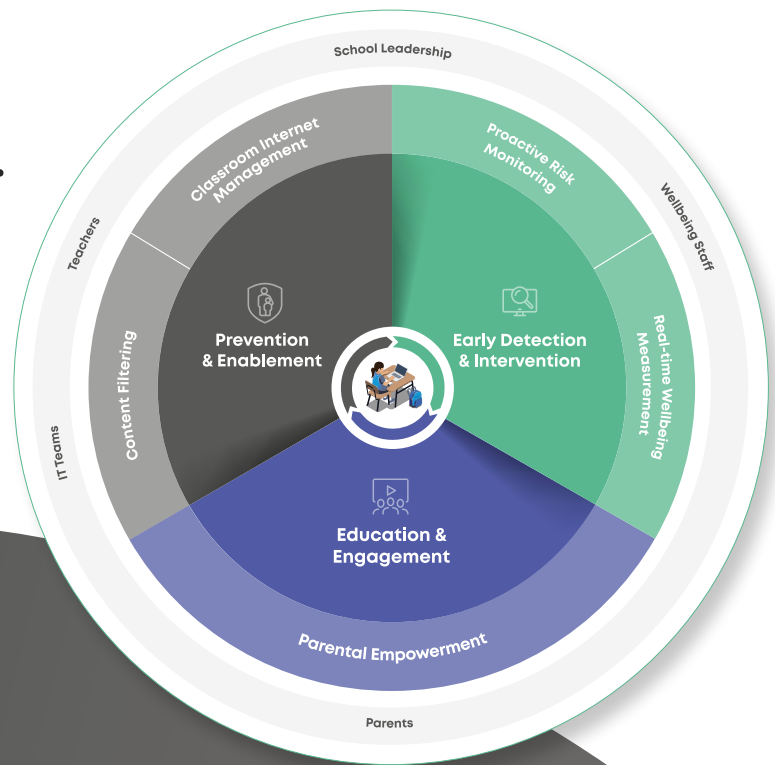 School Leadership
Classroom Internet
Management
Proactive Risk
Monitoring
Teachers
Wellbeing Staff
Prevention
& Enablement
Early Detection
& Intervention
Content Filtering
Real-time Wellbeing
Measurement
IT Teams
Education &
Engagement
Parental Empowerment
Parents